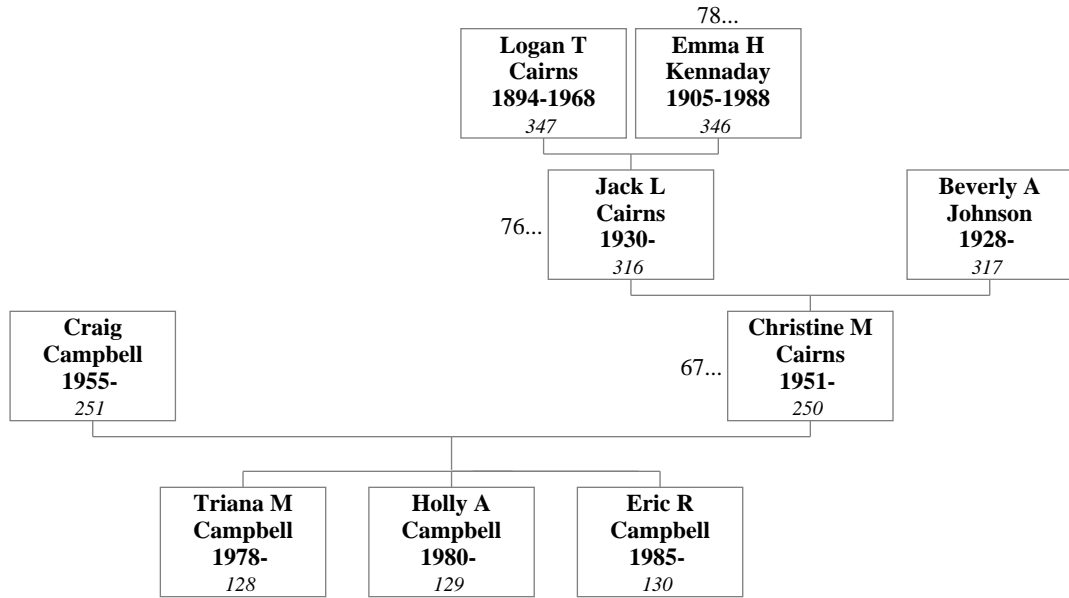 78...
Logan T
Cairns
1894-1968
347
Emma H
Kennaday
1905-1988
346
76...
Jack L
Cairns
1930-
316
Beverly A
Johnson
1928-
317
Craig
Campbell
1955-
251
67...
Christine M
Cairns
1951-
250
Triana M
Campbell
1978-
128
Holly A
Campbell
1980-
129
Eric R
Campbell
1985-
130